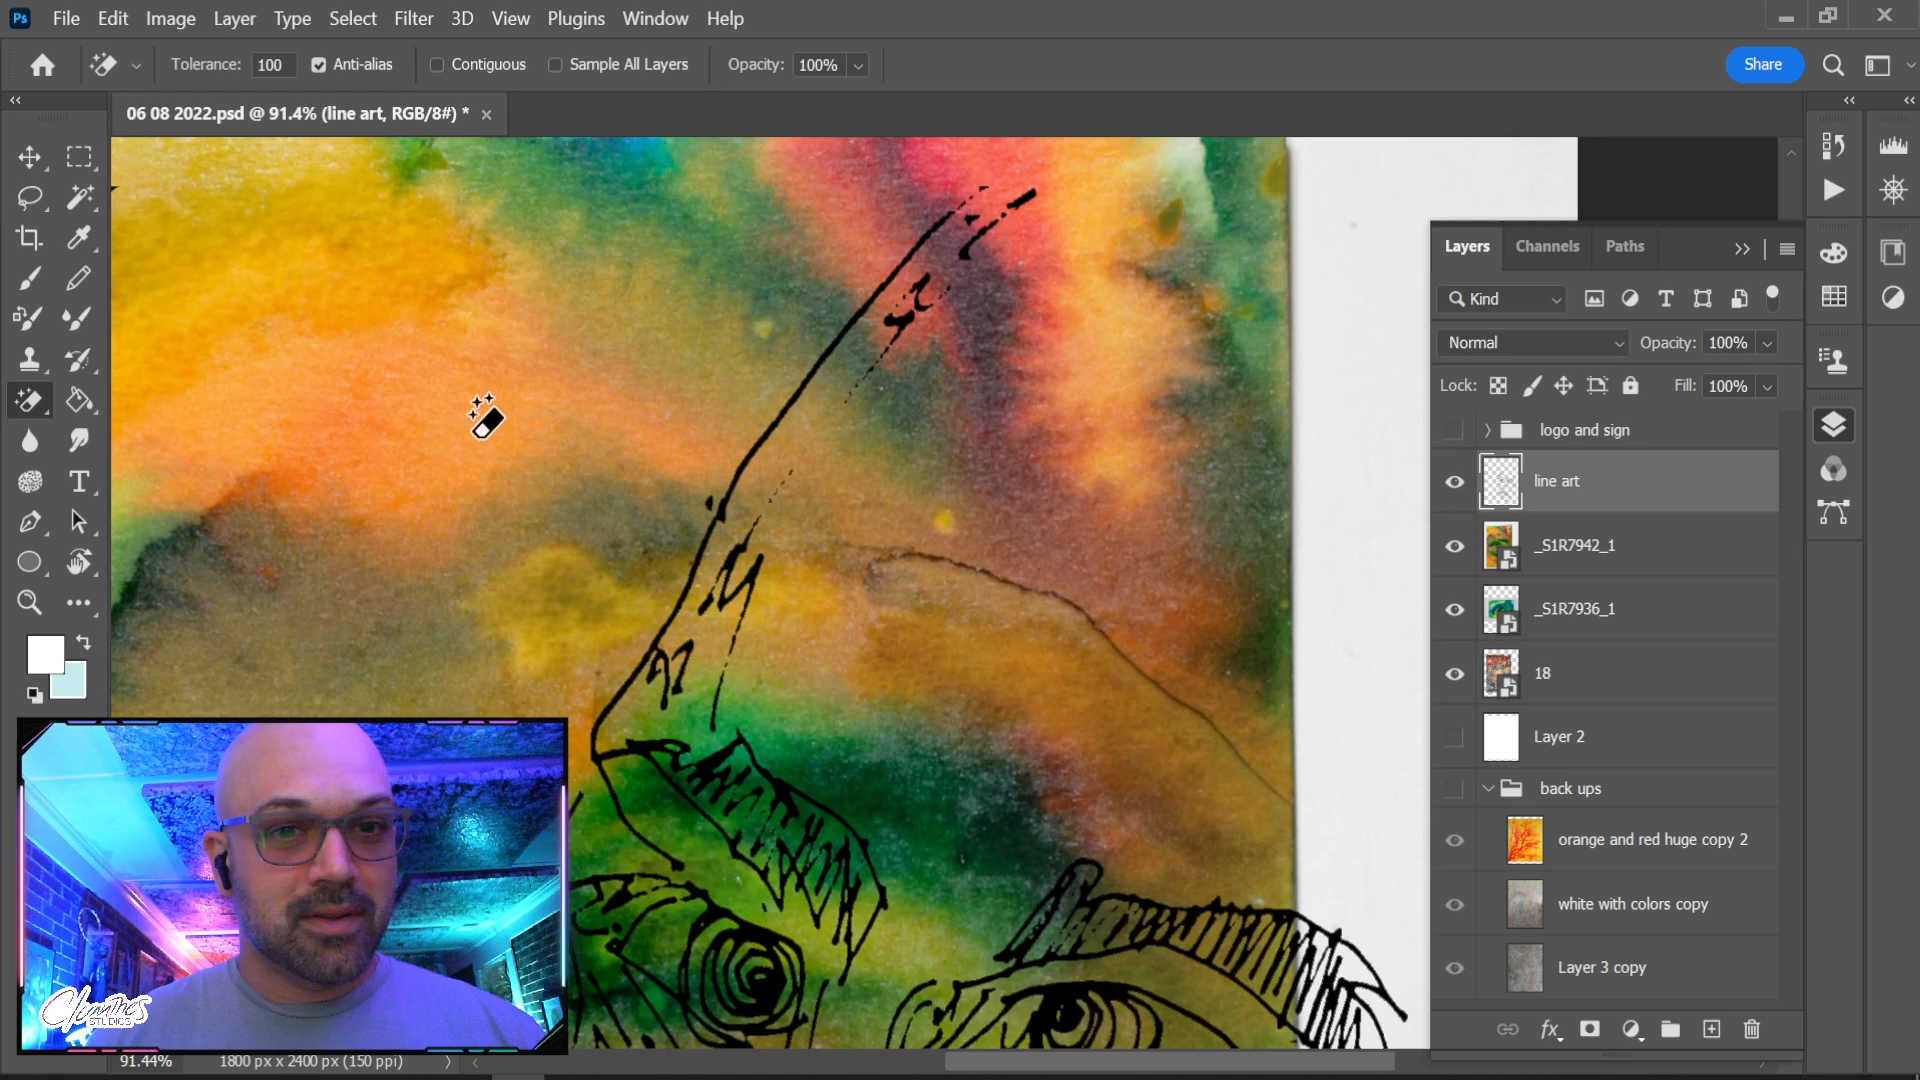 Ps File Edit Image Layer Type Select Filter 3D View Plugins Window Help
Tolerance: 100 Anti-alias Contiguous Sample All Layers Opacity: 100% Share
06 08 2022.psd @ 91.4% (line art, RGB/8#) *
Layers Channels Paths
Kind
Normal Opacity: 100%
Lock: Fill: 100%
logo and sign
line art
_S1R7942_1
_S1R7936_1
18
Layer 2
back ups
orange and red huge copy 2
white with colors copy
Layer 3 copy
STUDIOS
91.44% 1800 px x 2400 px (150 ppi)